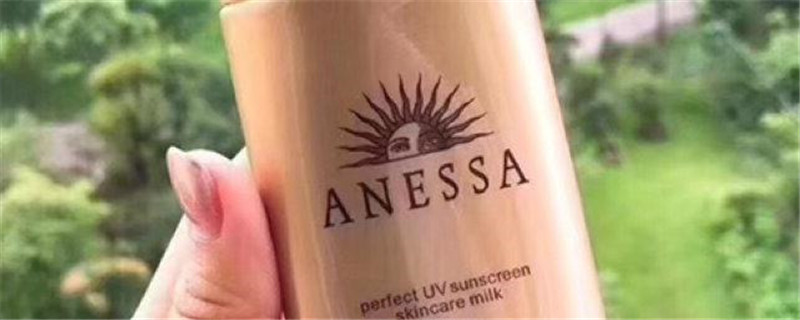 ANESSA
perfect UV sunscreen
skincare milk